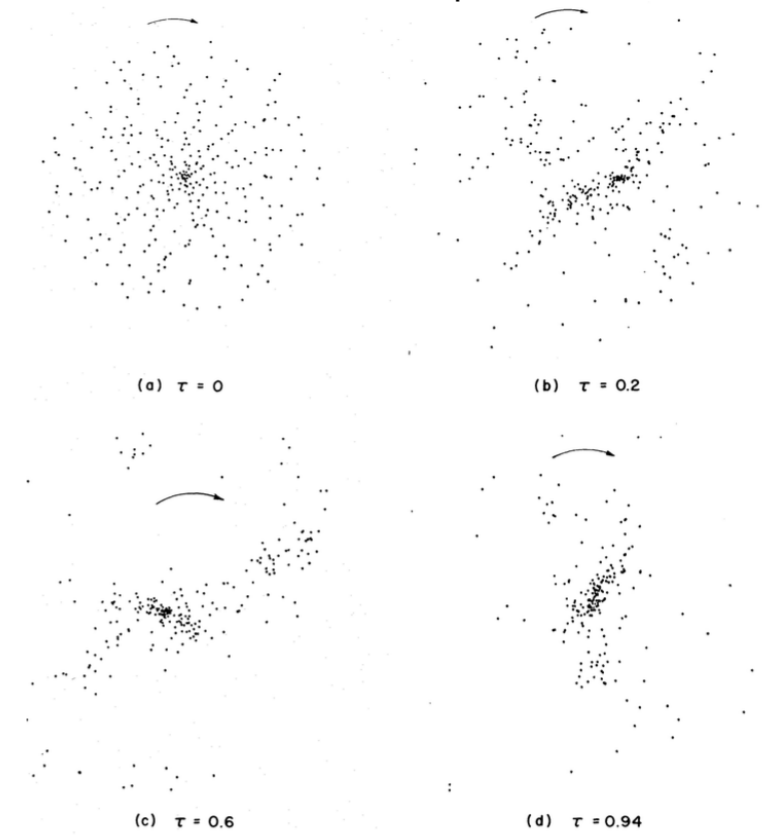 (a) τ = 0
(b) τ = 0.2
(c) τ = 0.6
(d) τ = 0.94